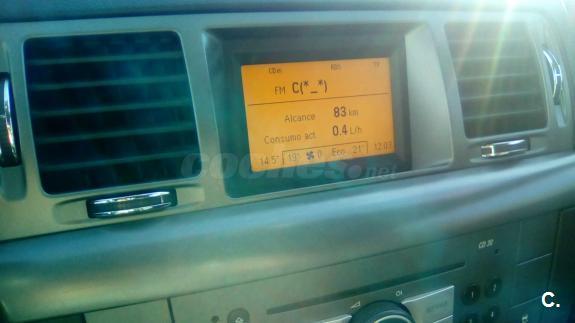 CDin RDS TP
FM C(*_*)
Alcance 83 km
Consumo act. 0.4 L/h
14.5° 19° 0 Eco 21° 12:03
coches.net
CD 30
C.